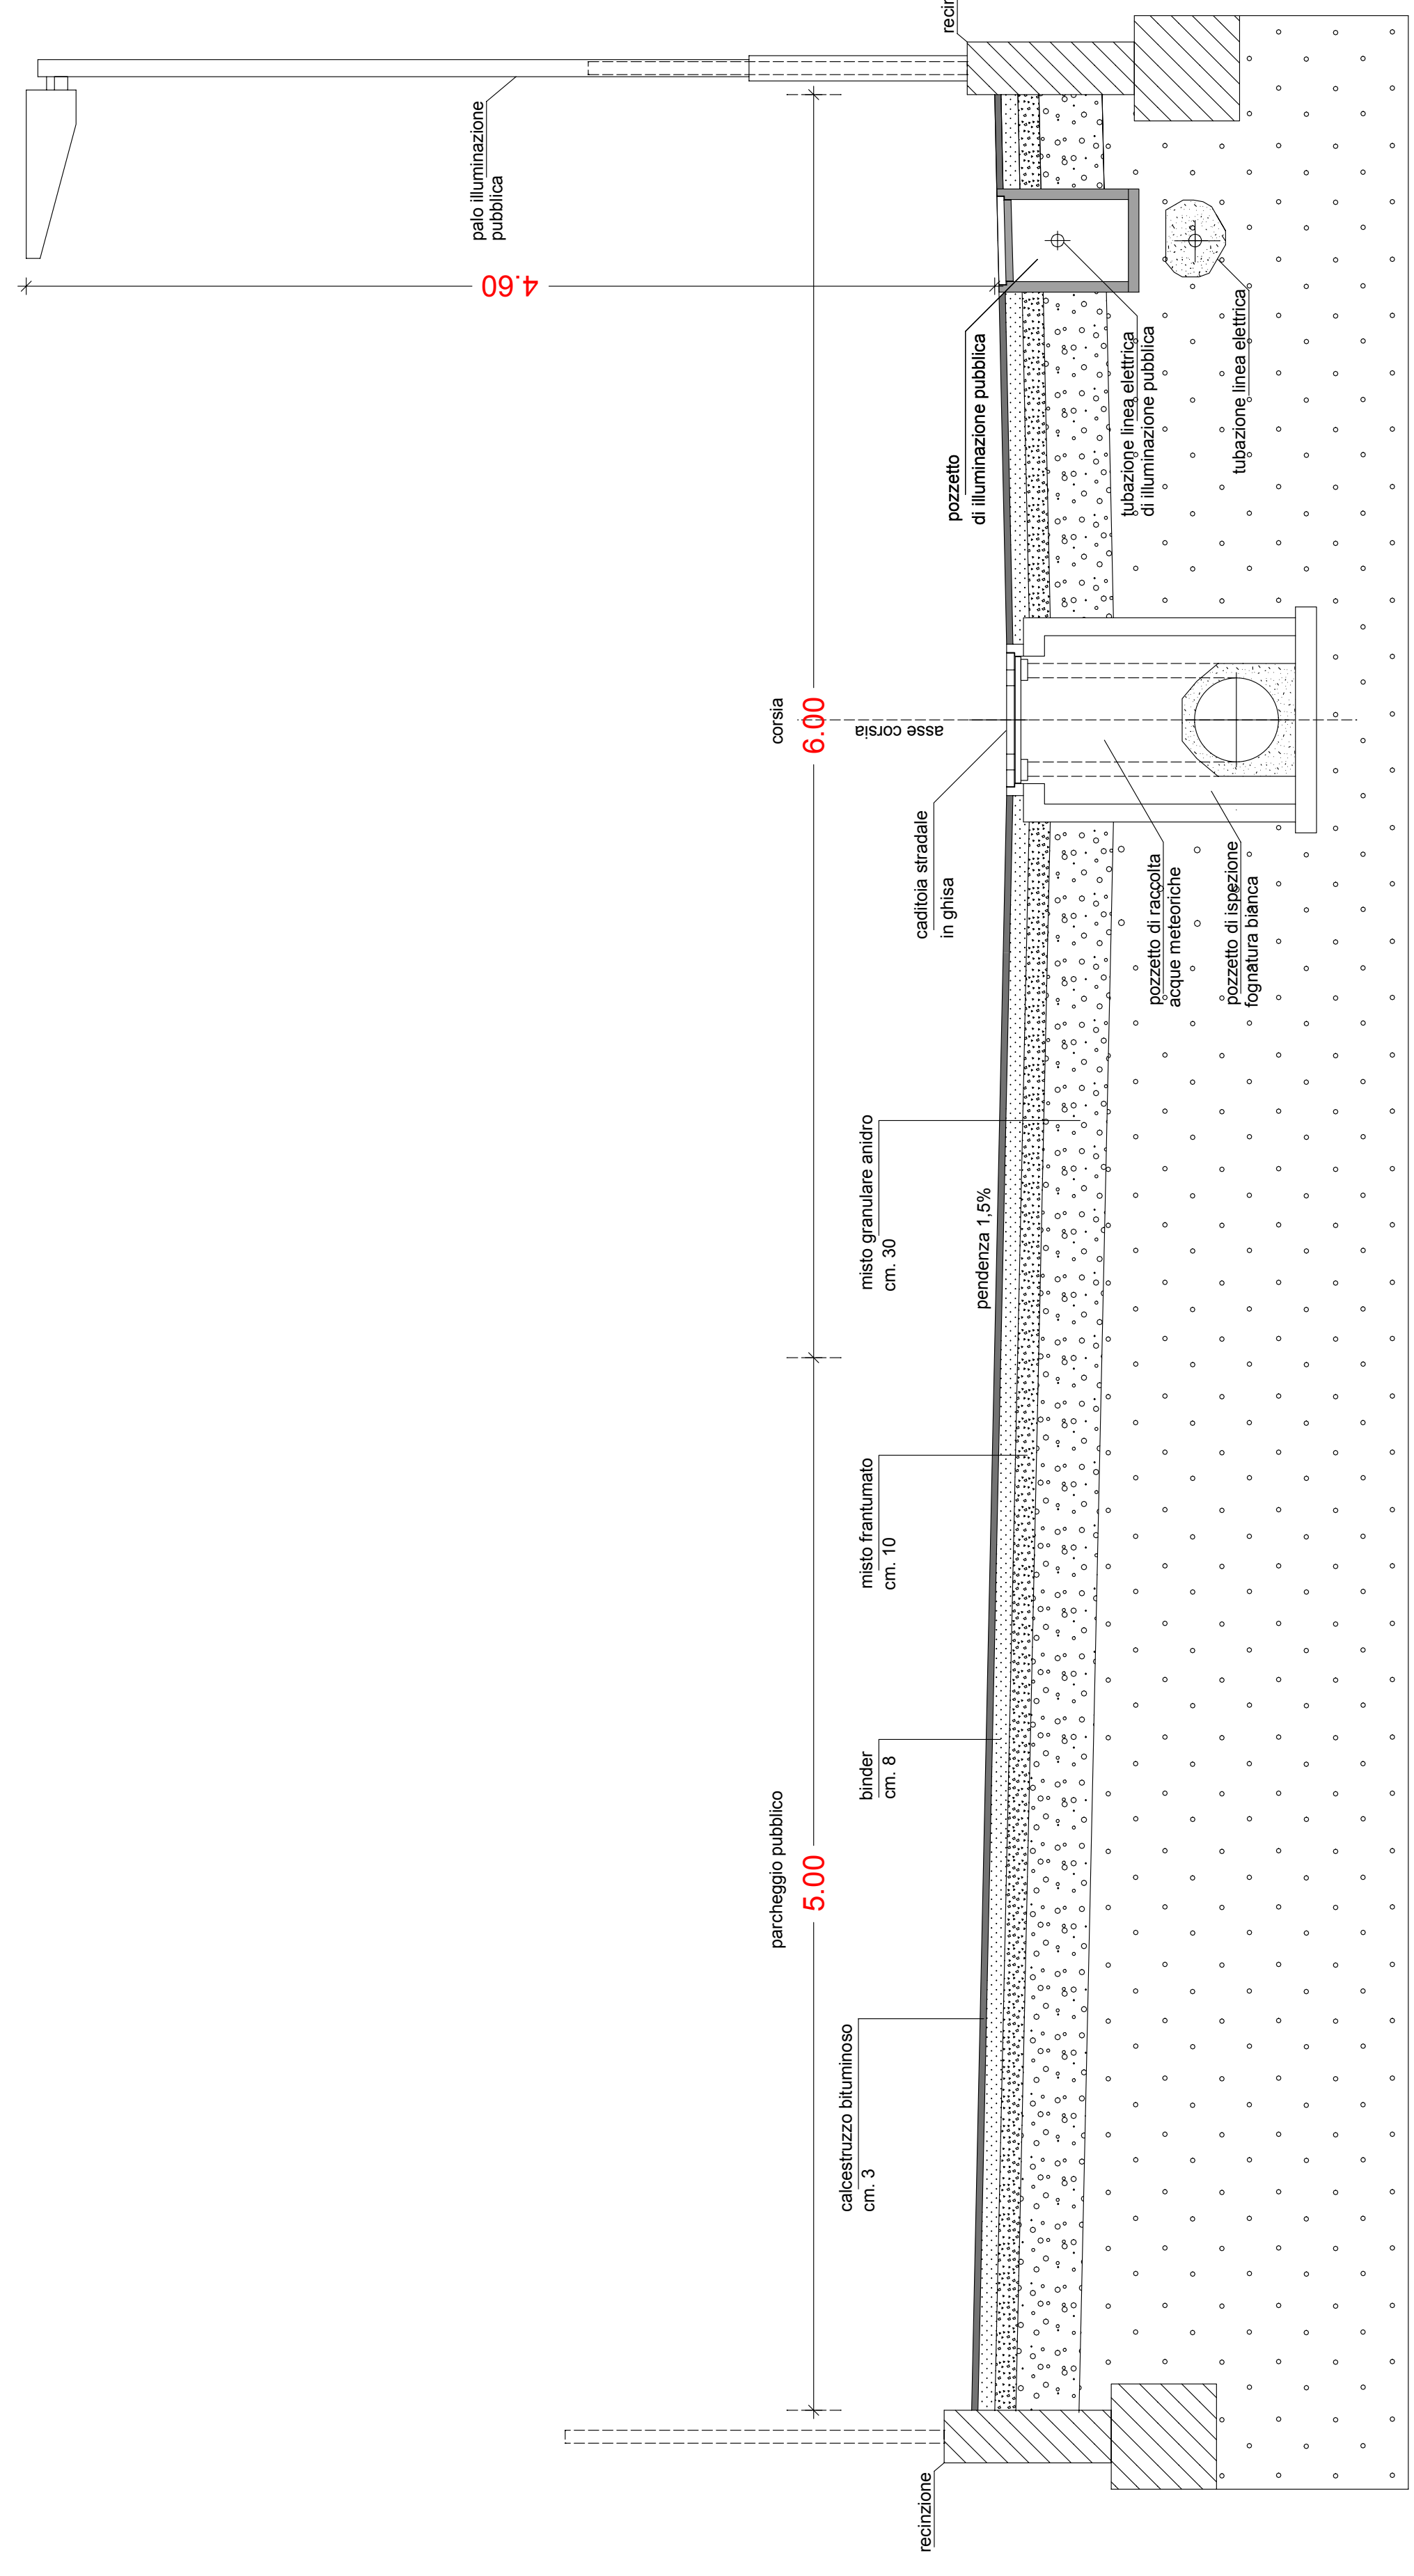 palo illuminazione
pubblica
4.60
parcheggio pubblico
5.00
corsia
6.00
asse corsia
calcestruzzo bituminoso
cm. 3
binder
cm. 8
misto frantumato
cm. 10
misto granulare anidro
cm. 30
pendenza 1,5%
caditoia stradale
in ghisa
pozzetto
di illuminazione pubblica
tubazione linea elettrica
di illuminazione pubblica
tubazione linea elettrica
pozzetto di raccolta
acque meteoriche
pozzetto di ispezione
fognatura bianca
recinzione